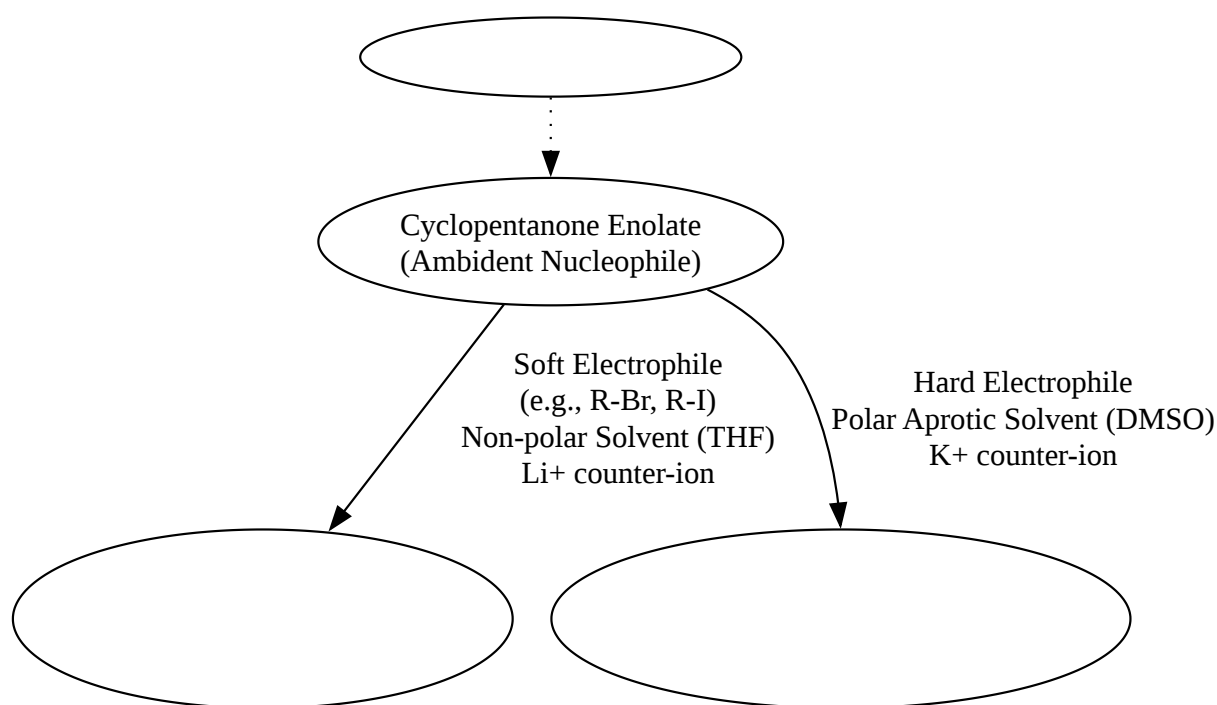 Cyclopentanone Enolate
(Ambident Nucleophile)
Soft Electrophile
(e.g., R-Br, R-I)
Non-polar Solvent (THF)
Li+ counter-ion
Hard Electrophile
Polar Aprotic Solvent (DMSO)
K+ counter-ion